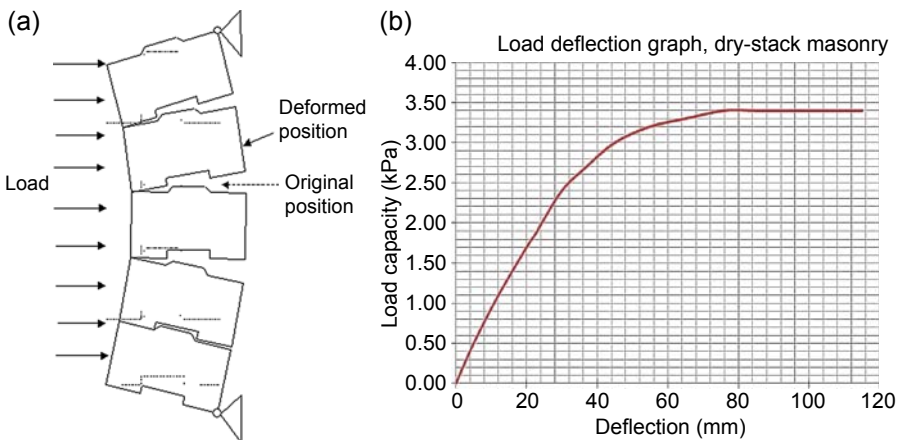 (a)
Load
Deformed
position
Original
position
(b)
Load deflection graph, dry-stack masonry
Load capacity (kPa)
4.00
3.50
3.00
2.50
2.00
1.50
1.00
0.50
0.00
0 20 40 60 80 100 120
Deflection (mm)